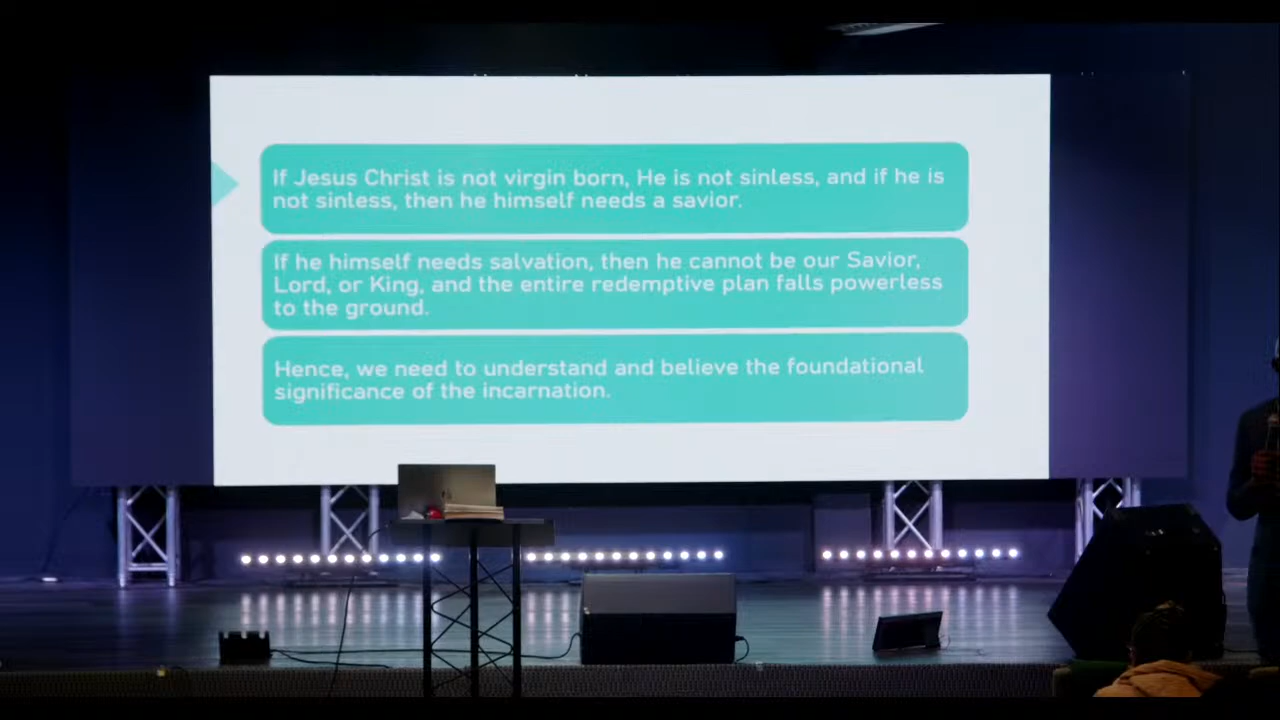 If Jesus Christ is not virgin born, He is not sinless, and if he is
not sinless, then he himself needs a savior.
If he himself needs salvation, then he cannot be our Savior,
Lord, or King, and the entire redemptive plan falls powerless
to the ground.
Hence, we need to understand and believe the foundational
significance of the incarnation.